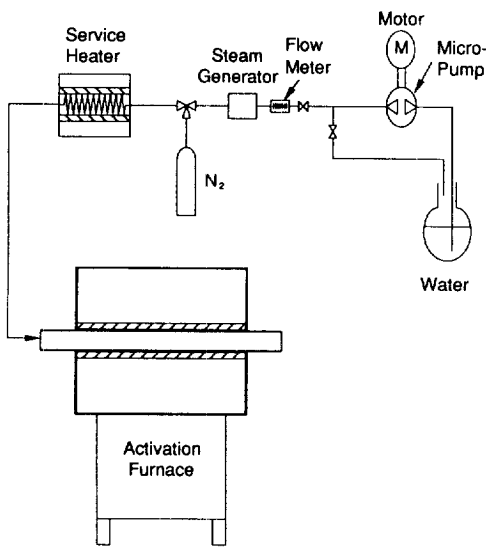 Motor
M
Micro-
Pump
Service
Heater
Steam
Generator
Flow
Meter
N₂
Water
Activation
Furnace